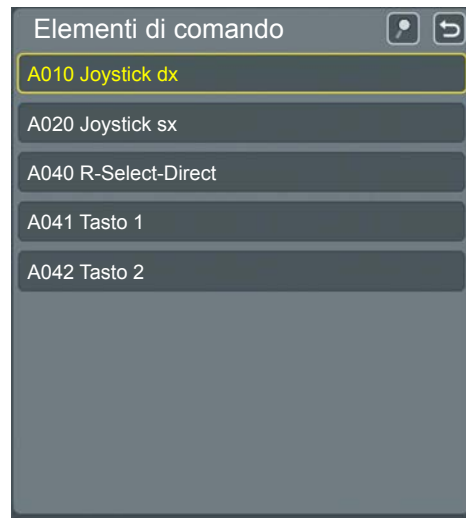 Elementi di comando
A010 Joystick dx
A020 Joystick sx
A040 R-Select-Direct
A041 Tasto 1
A042 Tasto 2